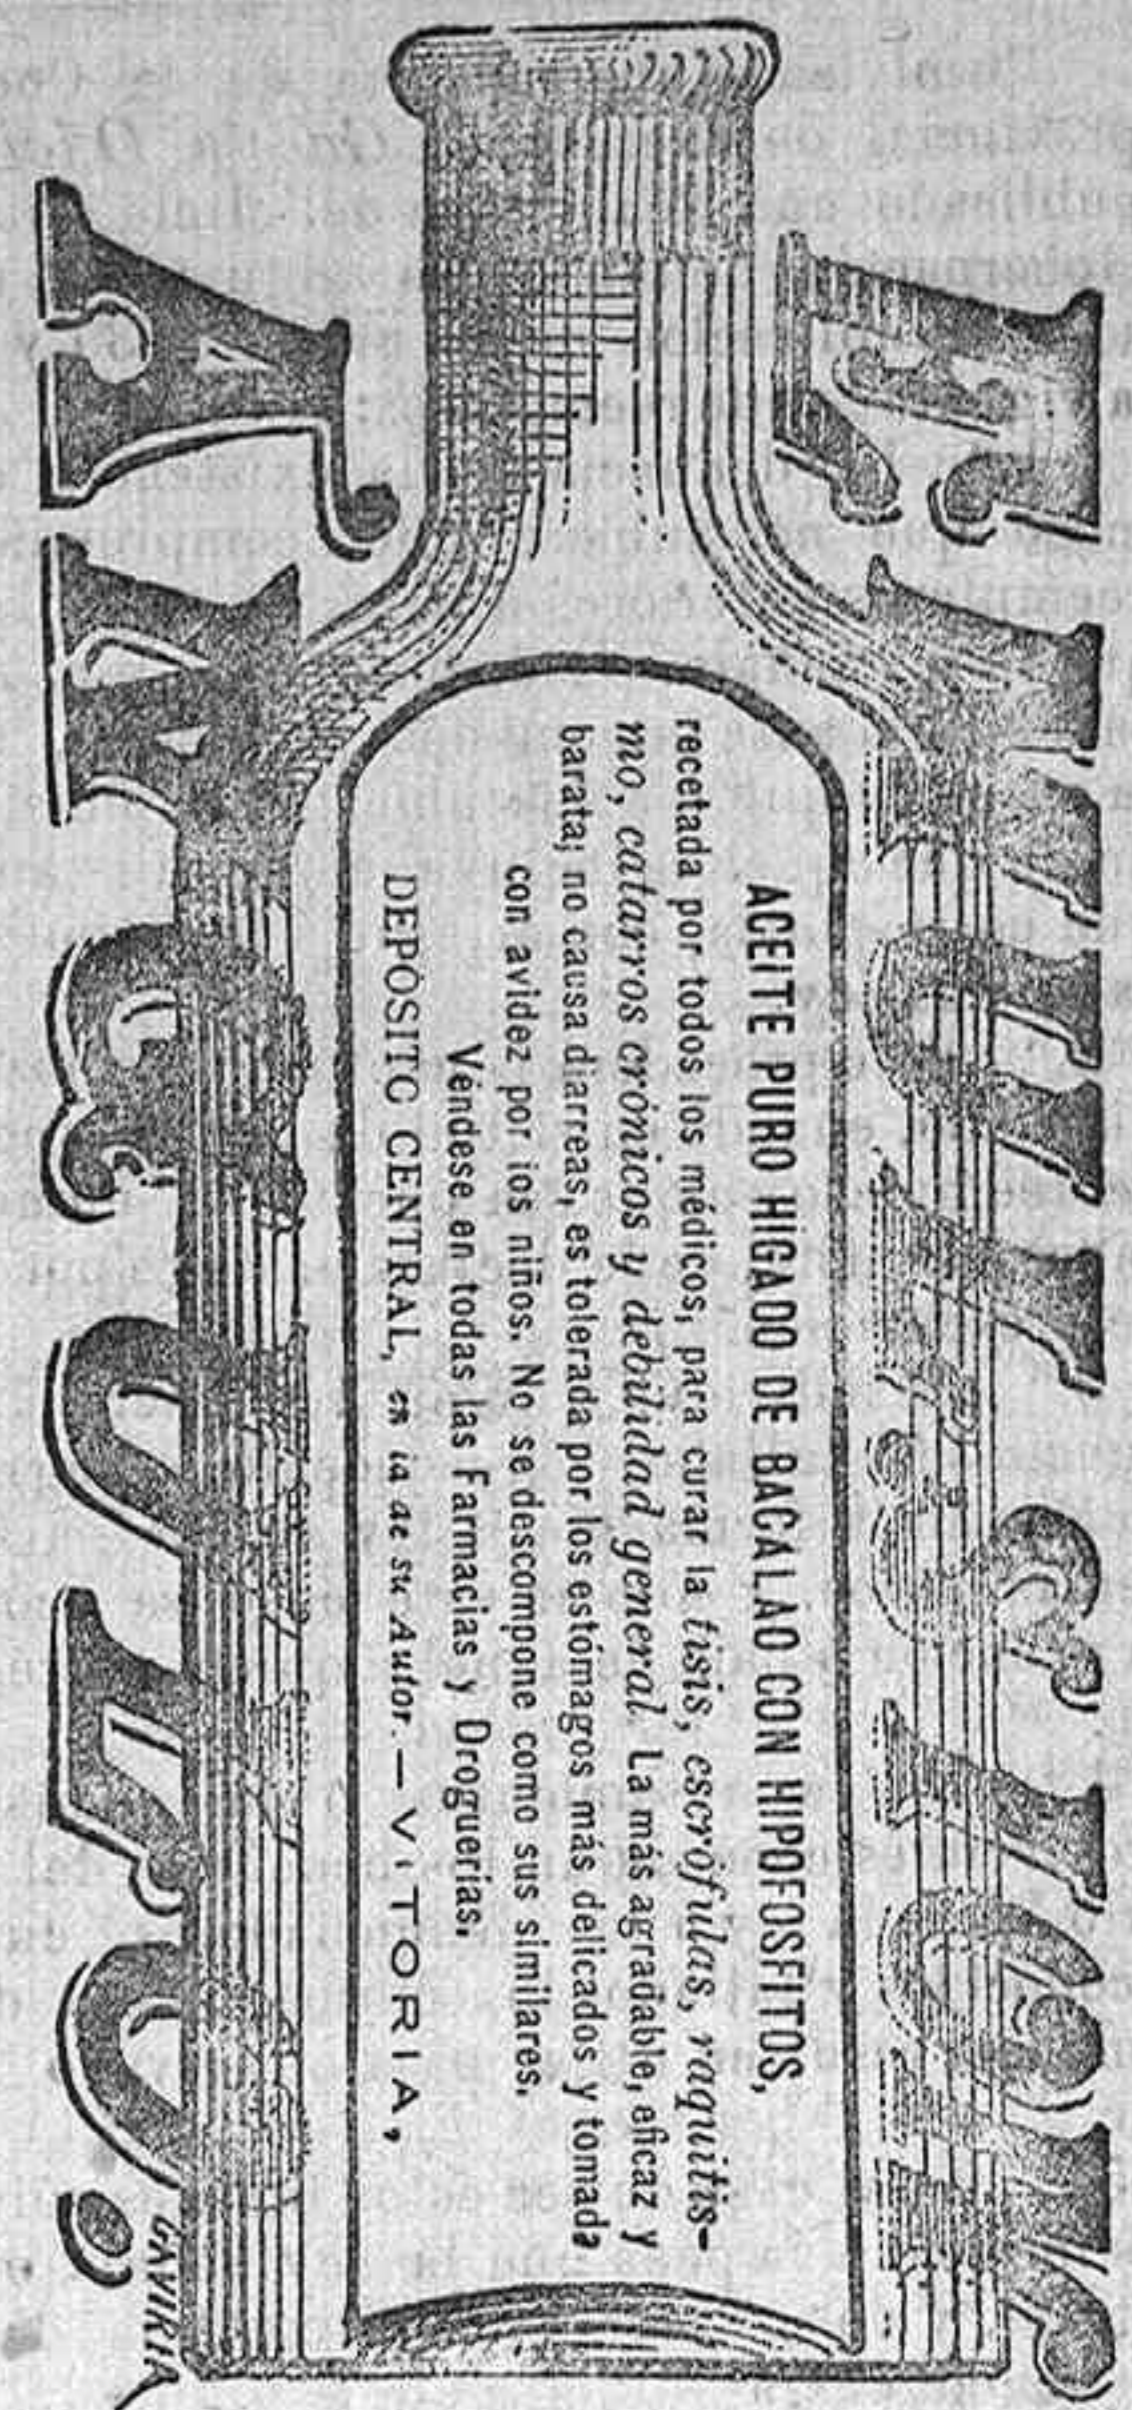 EMULSION
ACEITE PURO HIGADO DE BACALAO CON HIPOFOSFITOS,
recetada por todos los médicos, para curar la tisis, escrófulas, raquitis-
mo, catarros crónicos y debilidad general. La más agradable, eficaz y
barata; no causa diarreas, es tolerada por los estómagos más delicados y tomada
con avidez por los niños. No se descompone como sus similares.
Véndese en todas las Farmacias y Droguerias.
DEPÓSITO CENTRAL, en la de su Autor.—VITORIA,
GAVIRIA